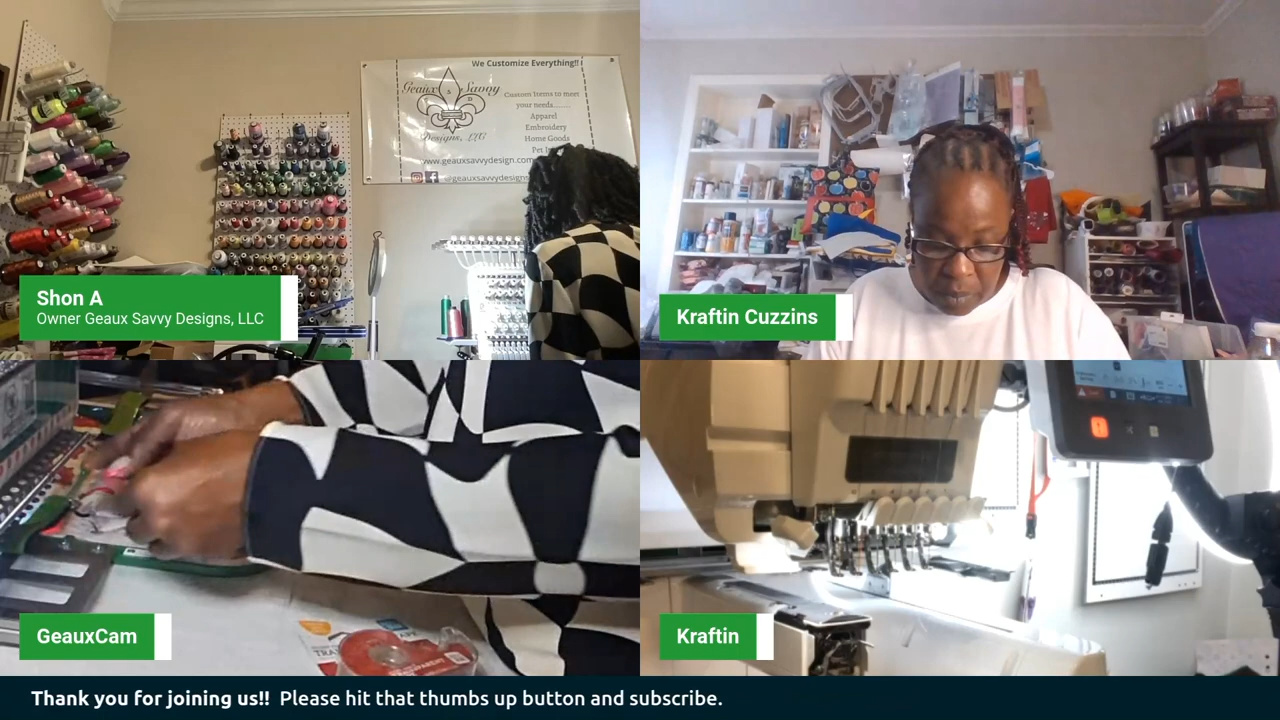 We Customize Everything!!
Geaux Savvy
Designs, LLC
Custom Items to meet
your needs........
Apparel
Embroidery
Home Goods
Pet
www.geauxsavvydesign.com
@geauxsavvydesigns
Shon A
Owner Geaux Savvy Designs, LLC
Kraftin Cuzzins
GeauxCam
Kraftin
Thank you for joining us!! Please hit that thumbs up button and subscribe.